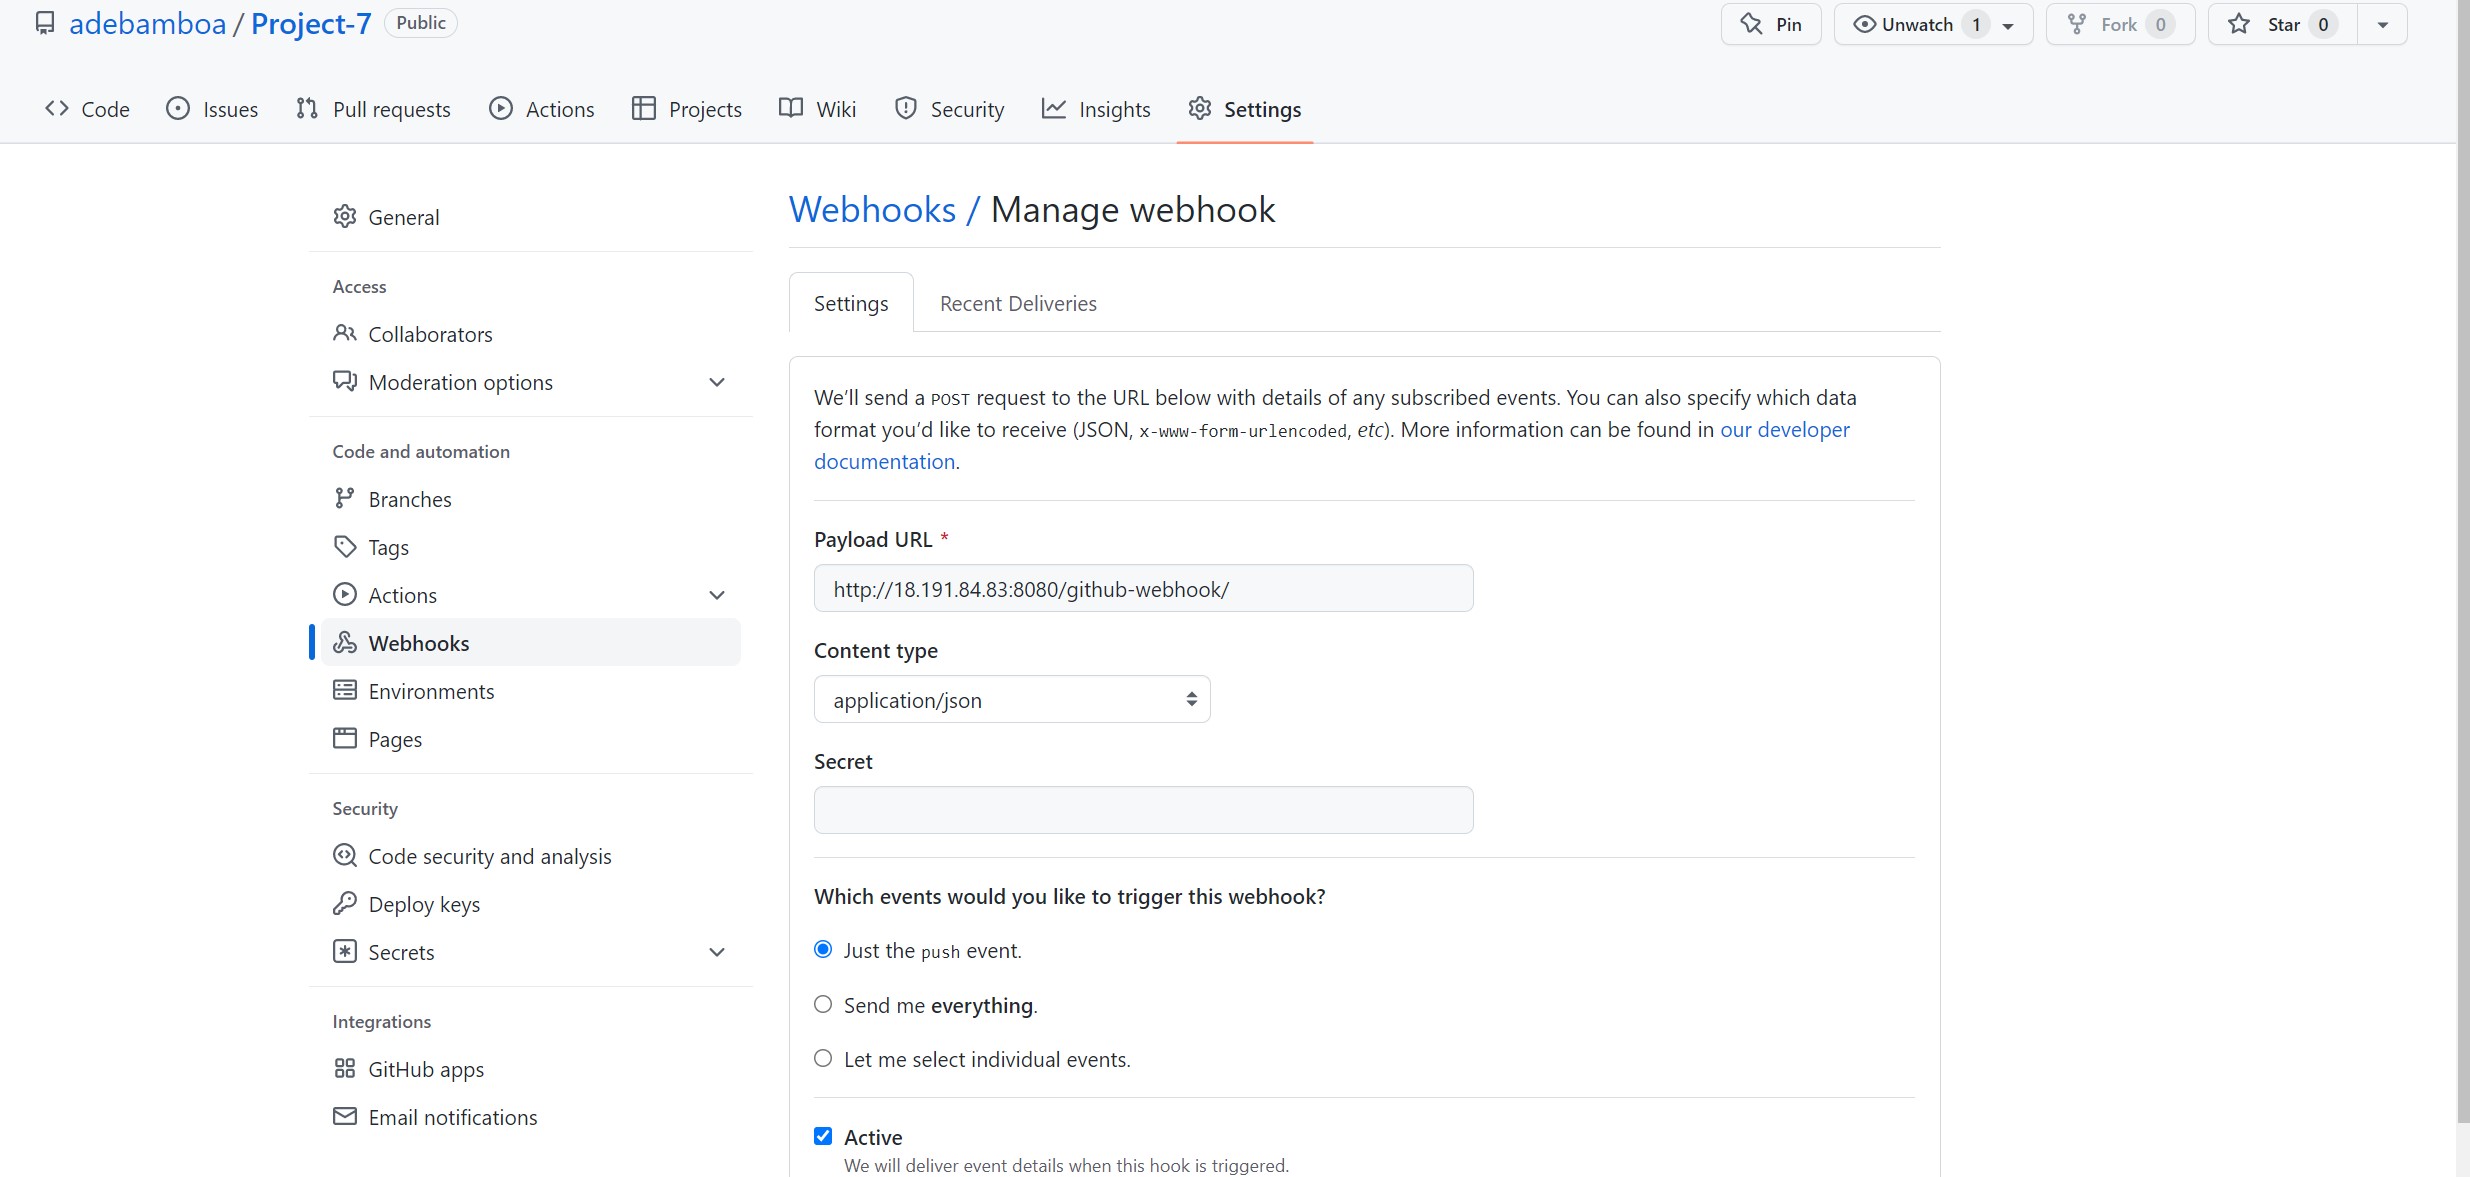 adebamboa / Project-7 Public
Pin Unwatch 1 Fork 0 Star 0
Code Issues Pull requests Actions Projects Wiki Security Insights Settings
General
Access
Collaborators
Moderation options
Code and automation
Branches
Tags
Actions
Webhooks
Environments
Pages
Security
Code security and analysis
Deploy keys
Secrets
Integrations
GitHub apps
Email notifications
Webhooks / Manage webhook
Settings Recent Deliveries
We’ll send a POST request to the URL below with details of any subscribed events. You can also specify which data
format you’d like to receive (JSON, x-www-form-urlencoded, etc). More information can be found in our developer
documentation.
Payload URL *
http://18.191.84.83:8080/github-webhook/
Content type
application/json
Secret
Which events would you like to trigger this webhook?
Just the push event.
Send me everything.
Let me select individual events.
Active
We will deliver event details when this hook is triggered.